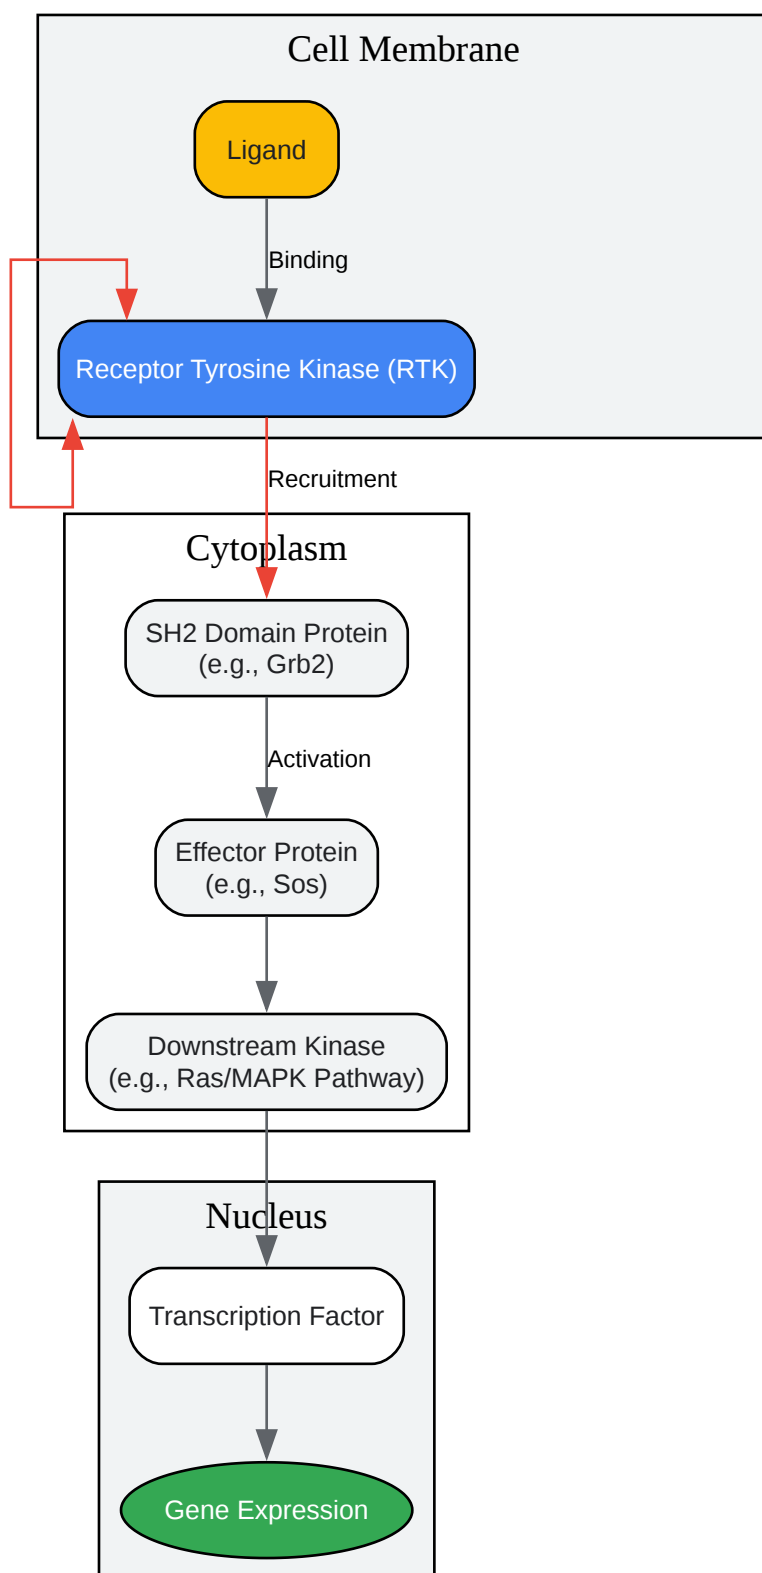 Cell Membrane
Ligand
Binding
Receptor Tyrosine Kinase (RTK)
Recruitment
Cytoplasm
SH2 Domain Protein
(e.g., Grb2)
Activation
Effector Protein
(e.g., Sos)
Downstream Kinase
(e.g., Ras/MAPK Pathway)
Nucleus
Transcription Factor
Gene Expression